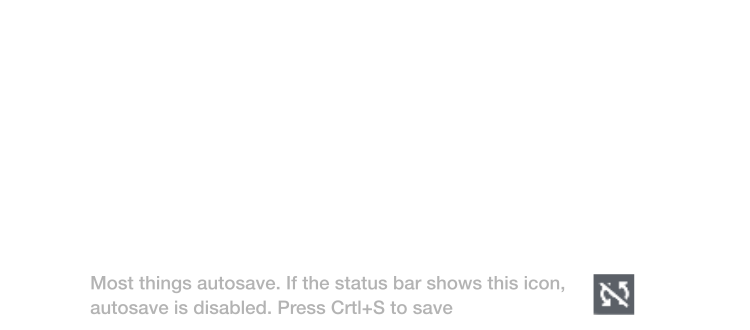 Most things autosave. If the status bar shows this icon,
autosave is disabled. Press Crtl+S to save